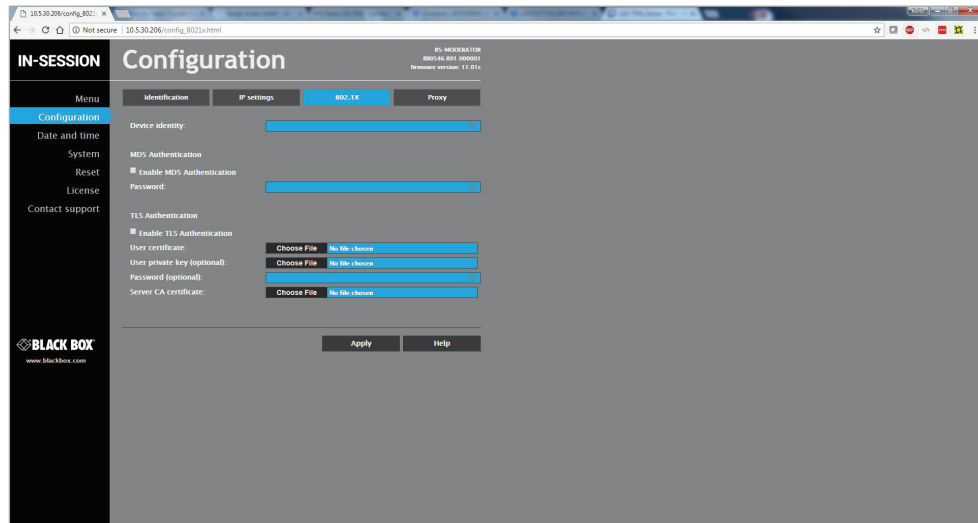 10.5.30.206/config_8021
Not secure | 10.5.30.206/config_8021x.html
IN-SESSION
Configuration
RS-MODERATOR
880546.R01.000001
Firmware version: 11.01s
Menu
Configuration
Date and time
System
Reset
License
Contact support
Identification
IP settings
802.1X
Proxy
Device identity:
MD5 Authentication
Enable MD5 Authentication
Password:
TLS Authentication
Enable TLS Authentication
User certificate:
Choose File
No file chosen
User private key (optional):
Choose File
No file chosen
Password (optional):
Server CA certificate:
Choose File
No file chosen
Apply
Help
BLACK BOX
www.blackbox.com